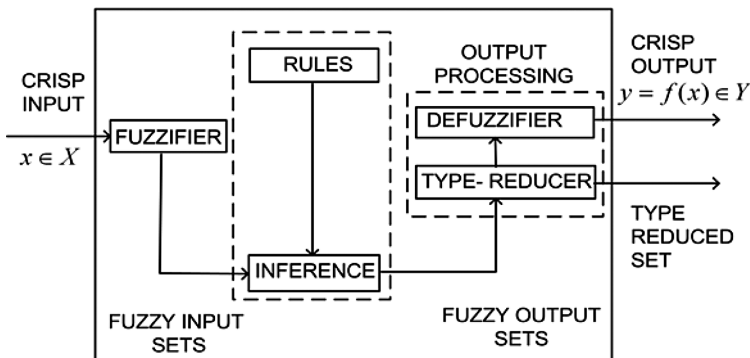 CRISP
INPUT
x ∈ X
FUZZIFIER
RULES
INFERENCE
FUZZY INPUT
SETS
OUTPUT
PROCESSING
DEFUZZIFIER
TYPE- REDUCER
FUZZY OUTPUT
SETS
CRISP
OUTPUT
y = f(x) ∈ Y
TYPE
REDUCED
SET